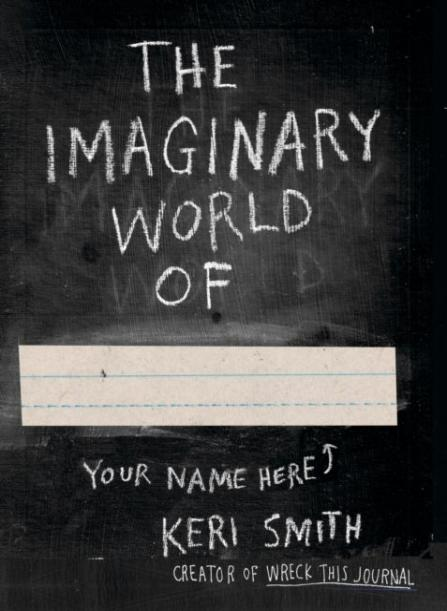 THE
IMAGINARY
WORLD
OF
YOUR NAME HERE
KERI SMITH
CREATOR OF WRECK THIS JOURNAL